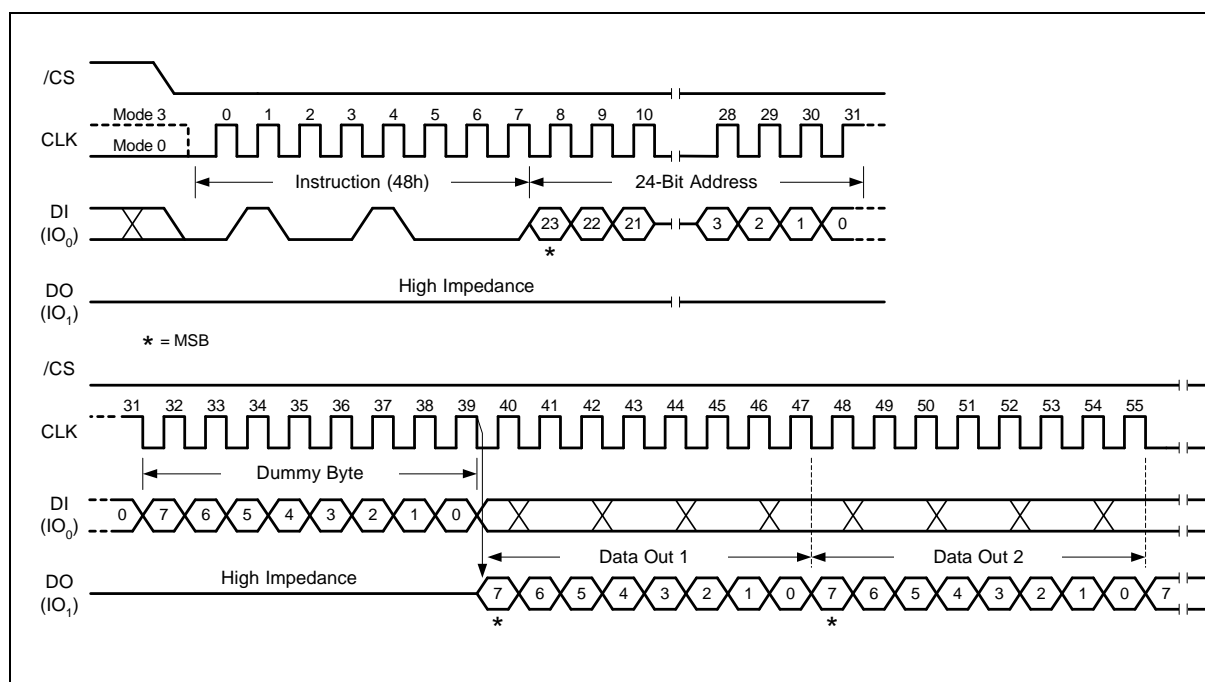 /CS
Mode 3 0 1 2 3 4 5 6 7 8 9 10 28 29 30 31
CLK
Mode 0
Instruction (48h) 24-Bit Address
DI
(IO0) 23 22 21 3 2 1 0
*
DO High Impedance
(IO1)
* = MSB
/CS
31 32 33 34 35 36 37 38 39 40 41 42 43 44 45 46 47 48 49 50 51 52 53 54 55
CLK
Dummy Byte
DI
(IO0) 0 7 6 5 4 3 2 1 0
Data Out 1 Data Out 2
DO High Impedance
(IO1) 7 6 5 4 3 2 1 0 7 6 5 4 3 2 1 0 7
* *